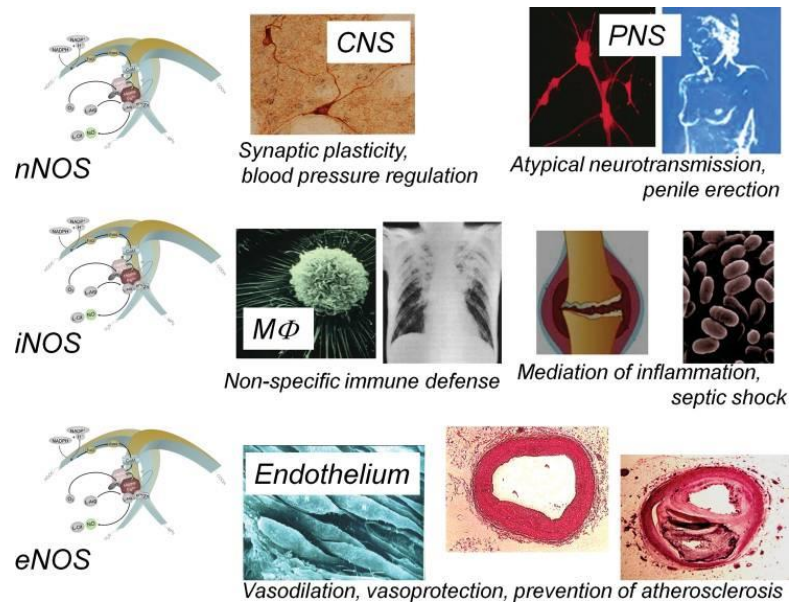 CNS
PNS
nNOS
Synaptic plasticity,
blood pressure regulation
Atypical neurotransmission,
penile erection
iNOS
MΦ
Non-specific immune defense
Mediation of inflammation,
septic shock
eNOS
Endothelium
Vasodilation, vasoprotection, prevention of atherosclerosis